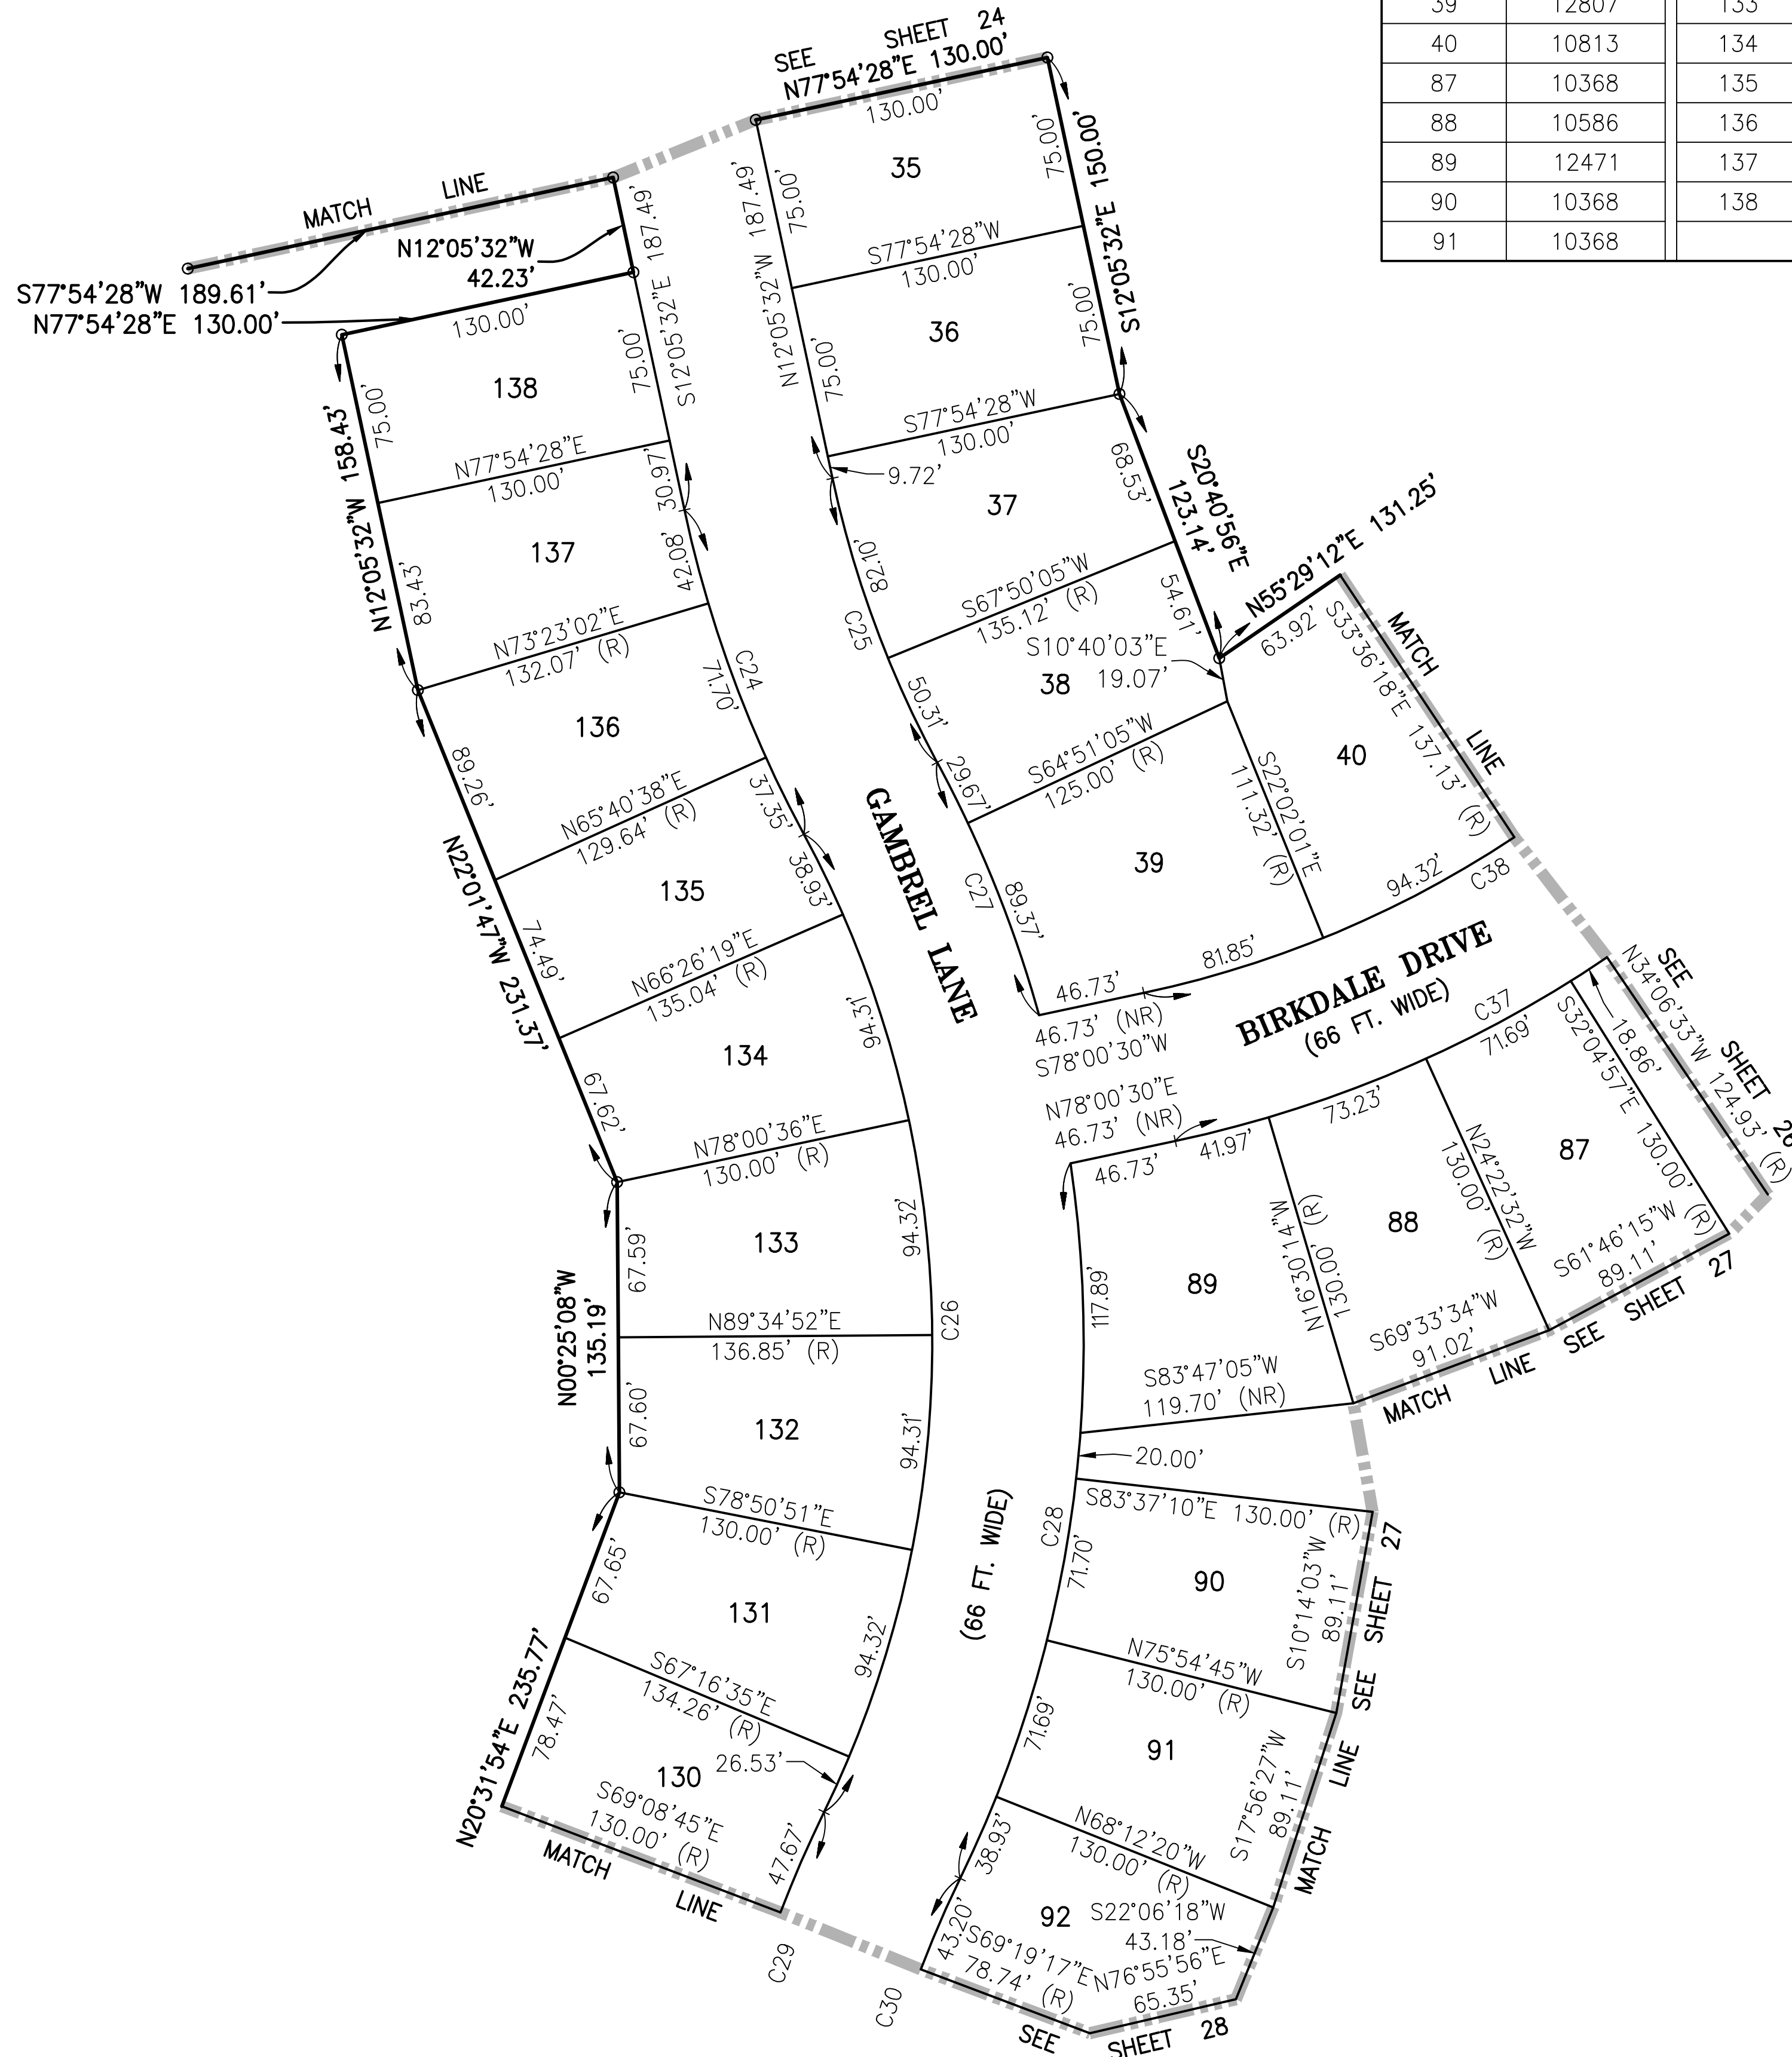 39 12807 133
40 10813 134
87 10368 135
88 10586 136
89 12471 137
90 10368 138
91 10368
SEE SHEET 24
N77°54'28"E 130.00'
130.00'
35
75.00'
75.00'
S12°05'32"E 150.00'
N12°05'32"W 187.49'
S77°54'28"W
130.00'
36
75.00'
75.00'
S77°54'28"W
130.00'
9.72'
37
68.53'
S20°40'56"E
123.14'
82.10'
C25
S67°50'05"W
135.12' (R)
54.61'
S10°40'03"E
19.07'
38
50.31'
29.67'
S64°51'05"W
125.00' (R)
N55°29'12"E 131.25'
63.92'
S33°36'18"E 137.13' (R)
MATCH LINE
40
S22°02'01"E
111.32' (R)
39
C27
89.37'
94.32'
C38
81.85'
46.73'
46.73' (NR)
S78°00'30"W
MATCH LINE
N12°05'32"W
42.23'
S77°54'28"W 189.61'
N77°54'28"E 130.00'
130.00'
S12°05'32"E 187.49'
138
75.00'
75.00'
N12°05'32"W 158.43'
N77°54'28"E
130.00'
30.97'
137
42.08'
83.43'
N73°23'02"E
132.07' (R)
C24
71.70'
136
89.26'
N65°40'38"E
129.64' (R)
37.35'
N22°01'47"W 231.37'
135
38.93'
74.49'
N66°26'19"E
135.04' (R)
134
94.31'
67.62'
N78°00'36"E
130.00' (R)
GAMBREL LANE
(66 FT. WIDE)
BIRKDALE DRIVE
(66 FT. WIDE)
N78°00'30"E
46.73' (NR)
46.73'
41.97'
73.23'
71.69'
C37
18.86'
SEE SHEET 26
N34°06'33"W 124.93' (R)
S32°04'57"E 130.00' (R)
87
N24°22'32"W
130.00' (R)
S61°46'15"W
89.11'
88
N16°30'14"W
130.00' (R)
S69°33'34"W
91.02'
MATCH LINE SEE SHEET 27
89
117.89'
S83°47'05"W
119.70' (NR)
20.00'
S83°37'10"E 130.00' (R)
C28
71.70'
90
S10°14'03"W
89.11'
N75°54'45"W
130.00' (R)
71.69'
91
S17°56'27"W
89.11'
MATCH LINE SEE SHEET 27
N68°12'20"W
130.00' (R)
38.93'
43.20'
92
S22°06'18"W
43.18'
S69°19'17"E
78.74' (R)
N76°55'56"E
65.35'
SEE SHEET 28
C30
133
67.59'
94.32'
N00°25'08"W
135.19'
N89°34'52"E
136.85' (R)
C26
132
67.60'
94.31'
S78°50'51"E
130.00' (R)
67.65'
131
94.32'
S67°16'35"E
134.26' (R)
N20°31'54"E 235.77'
78.47'
130
26.53'
S69°08'45"E
130.00' (R)
47.67'
MATCH LINE
C29